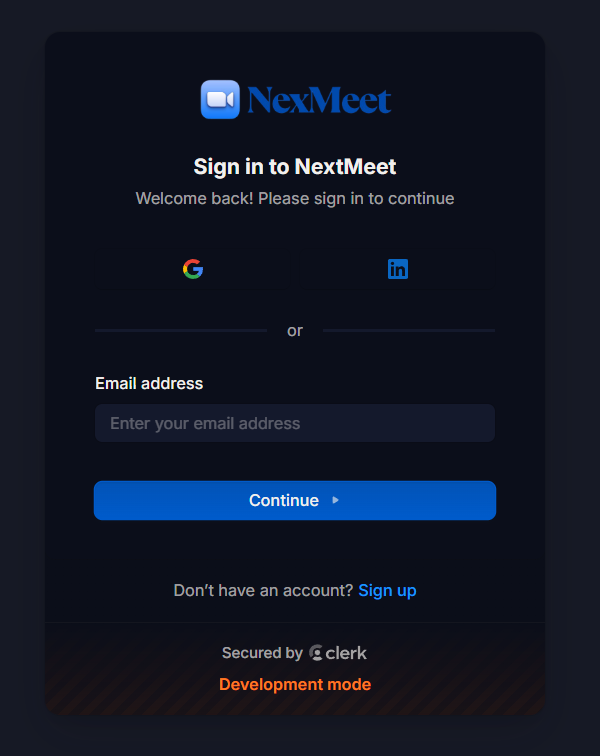 NexMeet
Sign in to NextMeet
Welcome back! Please sign in to continue
or
Email address
Enter your email address
Continue
Don't have an account? Sign up
Secured by clerk
Development mode